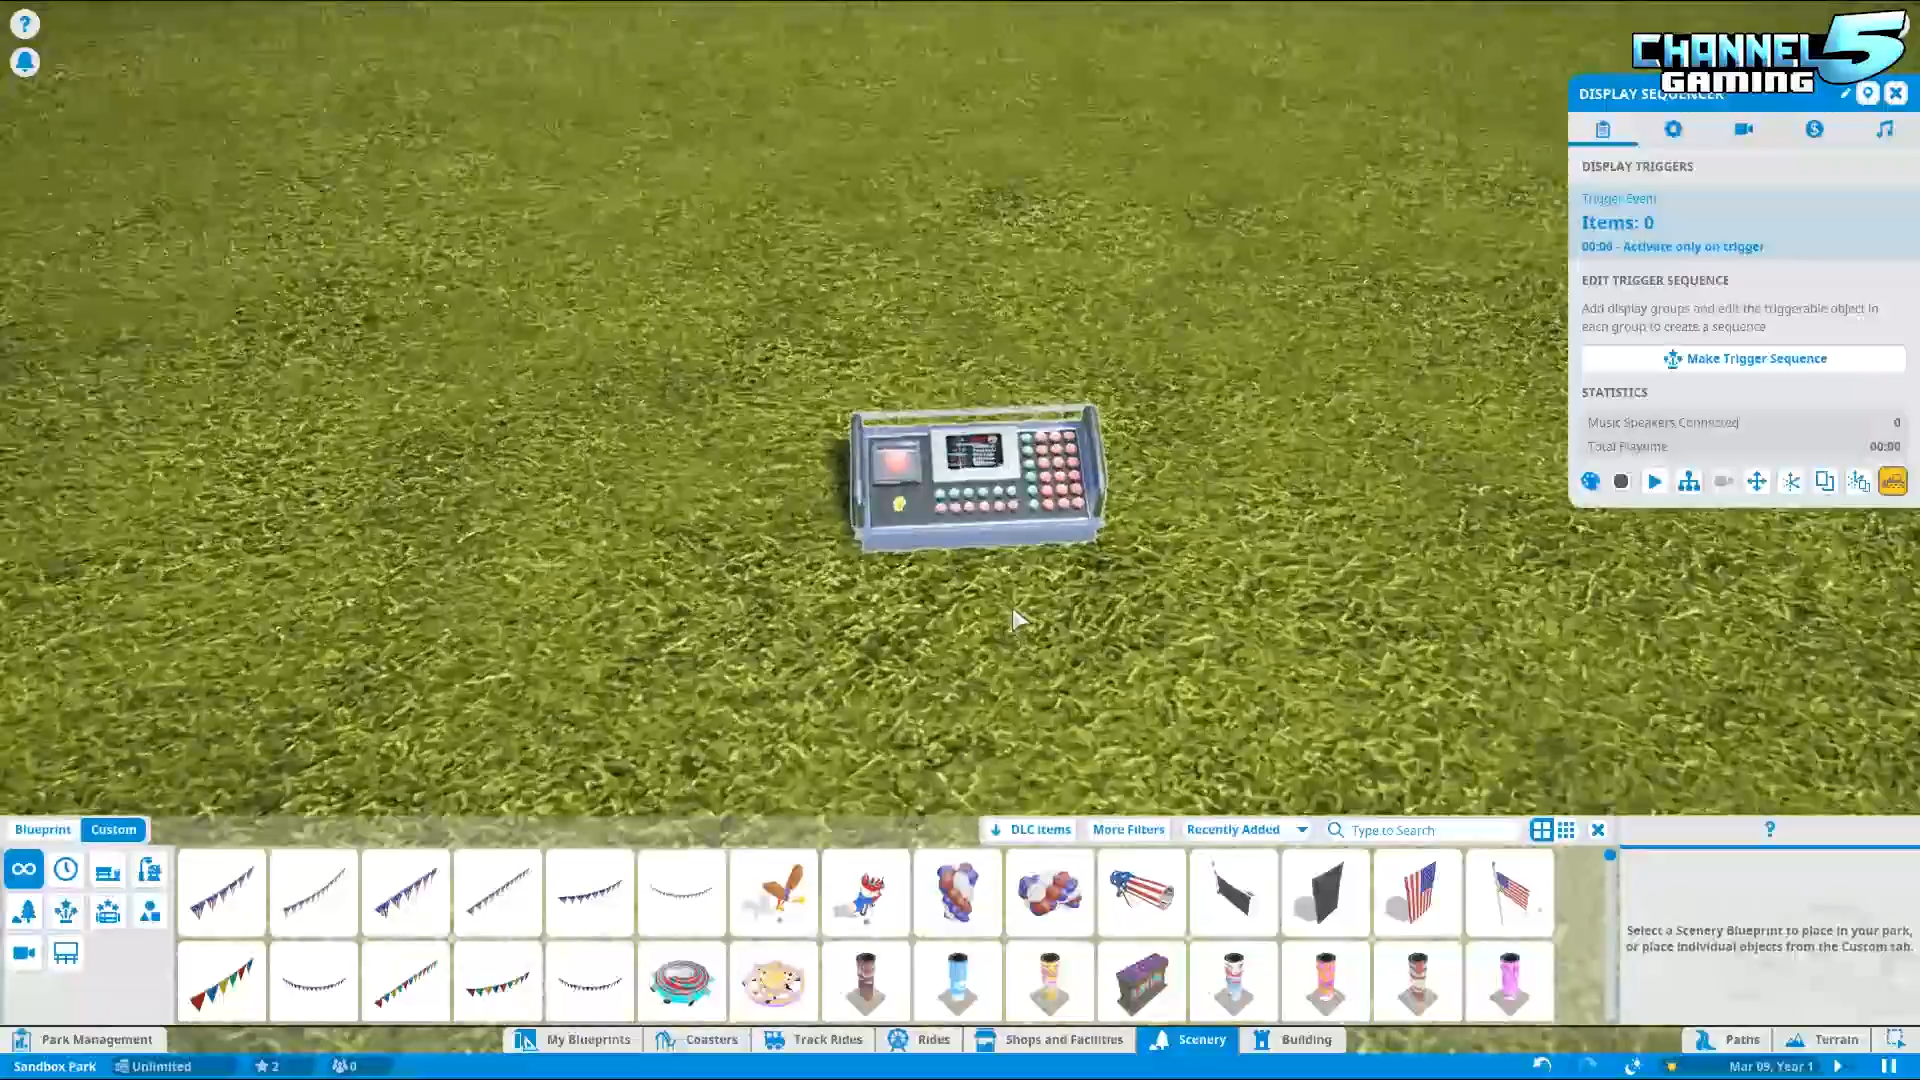 CHANNEL 5
GAMING
DISPLAY SEQUENCER
DISPLAY TRIGGERS
Trigger Event
Items: 0
00:00 - Activate only on trigger
EDIT TRIGGER SEQUENCE
Add display groups and edit the triggerable object in
each group to create a sequence
Make Trigger Sequence
STATISTICS
Music Speakers Connected 0
Total Playtime 00:00
Blueprint Custom
DLC Items More Filters Recently Added Type to Search
Select a Scenery Blueprint to place in your park,
or place individual objects from the Custom tab.
Park Management My Blueprints Coasters Track Rides Rides Shops and Facilities Scenery Building Paths Terrain
Sandbox Park Unlimited 2 0 Mar 09, Year 1